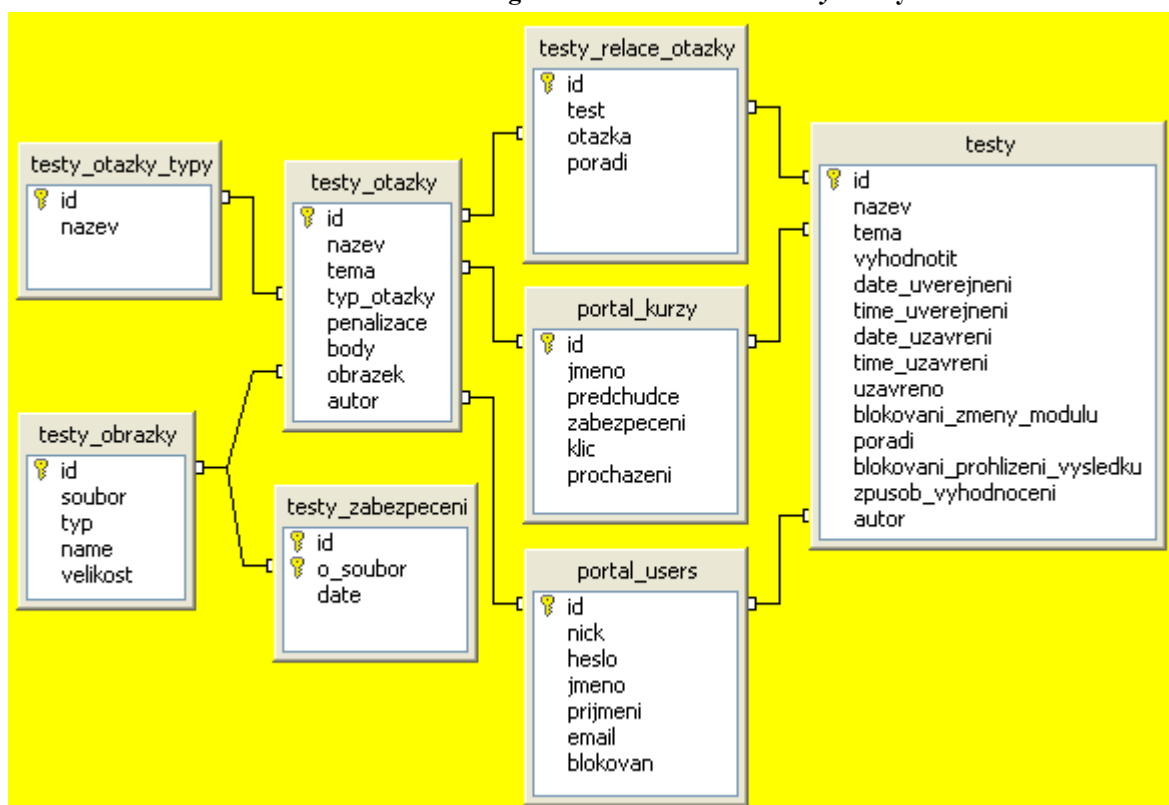 testy_relace_otazky
id
test
otazka
poradi
testy_otazky_typy
id
nazev
testy_otazky
id
nazev
tema
typ_otazky
penalizace
body
obrazek
autor
testy
id
nazev
tema
vyhodnotit
date_uverejneni
time_uverejneni
date_uzavreni
time_uzavreni
uzavreno
blokovani_zmeny_modulu
poradi
blokovani_prohlizeni_vysledku
zpusob_vyhodnoceni
autor
portal_kurzy
id
jmeno
predchudce
zabezpeceni
klic
prochazeni
testy_obrazky
id
soubor
typ
name
velikost
testy_zabezpeceni
id
o_soubor
date
portal_users
id
nick
heslo
jmeno
prijmeni
email
blokovan